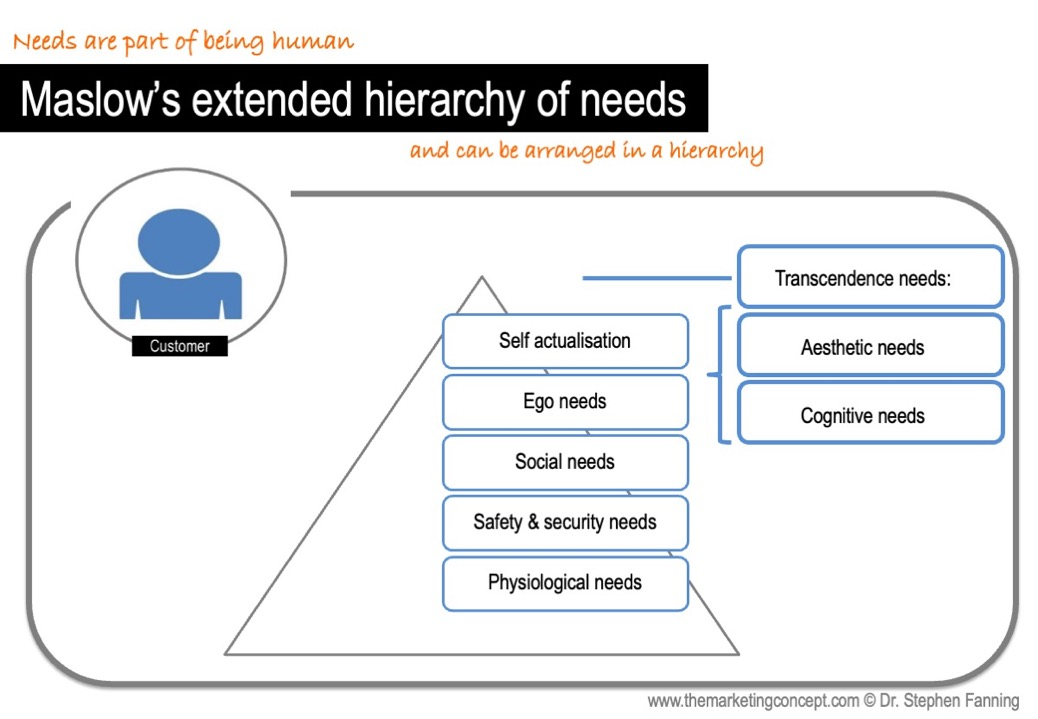 Needs are part of being human
Maslow's extended hierarchy of needs
and can be arranged in a hierarchy
Customer
Transcendence needs:
Aesthetic needs
Cognitive needs
Self actualisation
Ego needs
Social needs
Safety & security needs
Physiological needs
www.themarketingconcept.com © Dr. Stephen Fanning